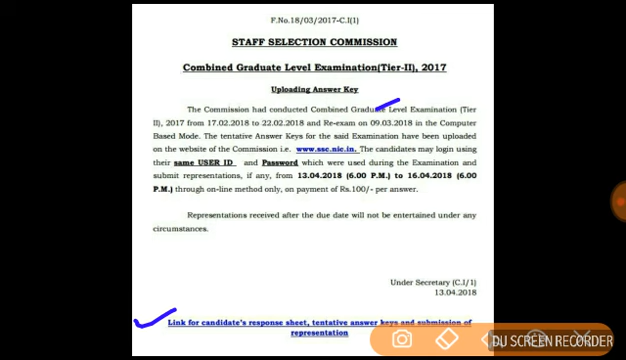 F.No.18/03/2017-C.I(1)
STAFF SELECTION COMMISSION
Combined Graduate Level Examination(Tier-II), 2017
Uploading Answer Key
The Commission had conducted Combined Graduate Level Examination (Tier
II), 2017 from 17.02.2018 to 22.02.2018 and Re-exam on 09.03.2018 in the Computer
Based Mode. The tentative Answer Keys for the said Examination have been uploaded
on the website of the Commission i.e. www.ssc.nic.in. The candidates may login using
their same USER ID and Password which were used during the Examination and
submit representations, if any, from 13.04.2018 (6.00 P.M.) to 16.04.2018 (6.00
P.M.) through on-line method only, on payment of Rs.100/- per answer.
Representations received after the due date will not be entertained under any
circumstances.
Under Secretary (C.I/1)
13.04.2018
Link for candidate's response sheet, tentative answer keys and submission of
representation
DU SCREEN RECORDER